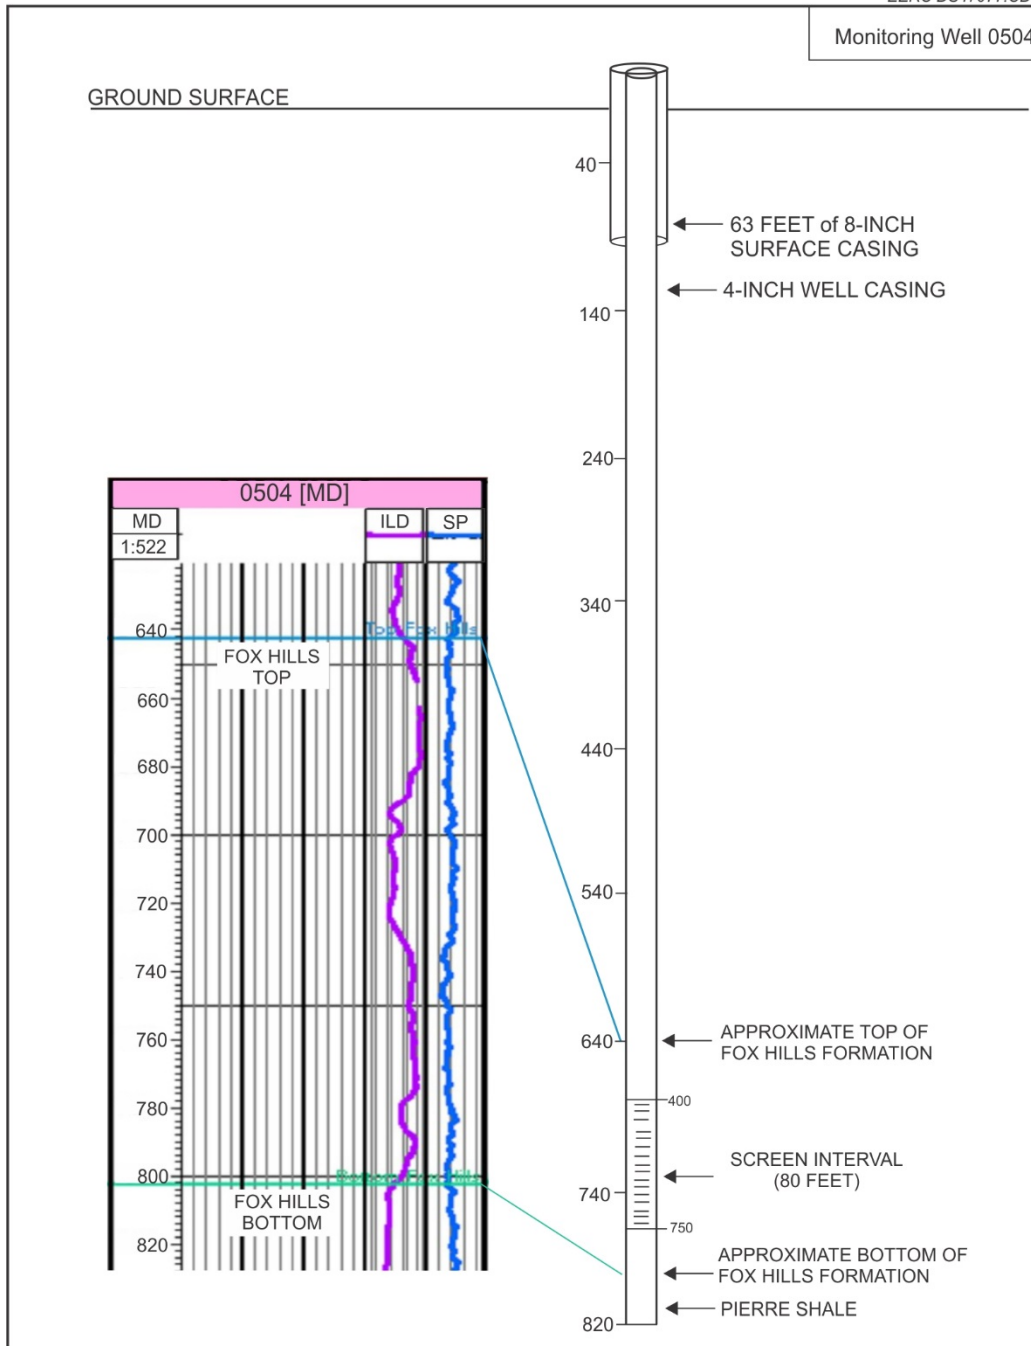 Monitoring Well 0504
GROUND SURFACE
40
63 FEET of 8-INCH
SURFACE CASING
4-INCH WELL CASING
140
240
340
440
540
640
APPROXIMATE TOP OF
FOX HILLS FORMATION
400
SCREEN INTERVAL
(80 FEET)
740
750
APPROXIMATE BOTTOM OF
FOX HILLS FORMATION
PIERRE SHALE
820
0504 [MD]
MD
1:522
ILD
SP
640
Top Fox Hills
FOX HILLS
TOP
660
680
700
720
740
760
780
800
Bottom Fox Hills
FOX HILLS
BOTTOM
820